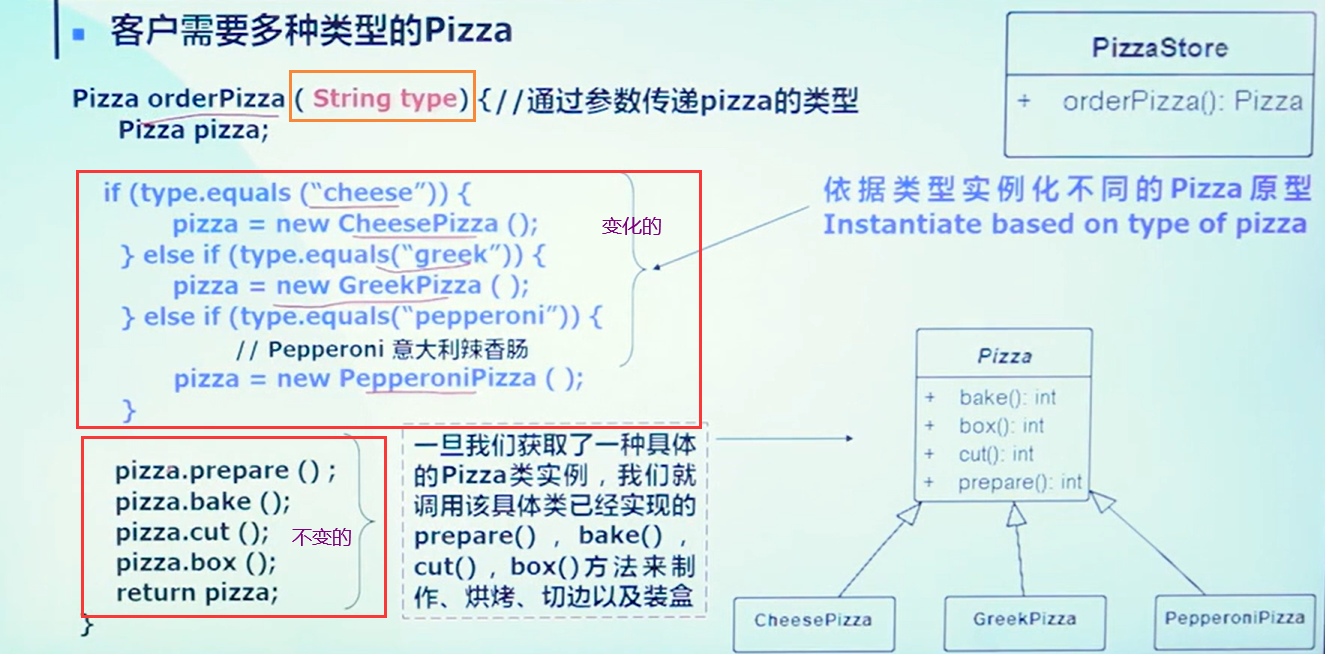 客户需要多种类型的Pizza
Pizza orderPizza ( String type) {//通过参数传递pizza的类型
Pizza pizza;
if (type.equals (“cheese”)) {
pizza = new CheesePizza ();
} else if (type.equals(“greek”)) {
pizza = new GreekPizza ( );
} else if (type.equals(“pepperoni”)) {
// Pepperoni 意大利辣香肠
pizza = new PepperoniPizza ( );
}
变化的
pizza.prepare () ;
pizza.bake ();
pizza.cut ();
pizza.box ();
return pizza;
}
不变的
一旦我们获取了一种具体
的Pizza类实例，我们就
调用该具体类已经实现的
prepare() , bake() ,
cut() , box()方法来制
作、烘烤、切边以及装盒
PizzaStore
+ orderPizza(): Pizza
依据类型实例化不同的Pizza原型
Instantiate based on type of pizza
Pizza
+ bake(): int
+ box(): int
+ cut(): int
+ prepare(): int
CheesePizza
GreekPizza
PepperoniPizza